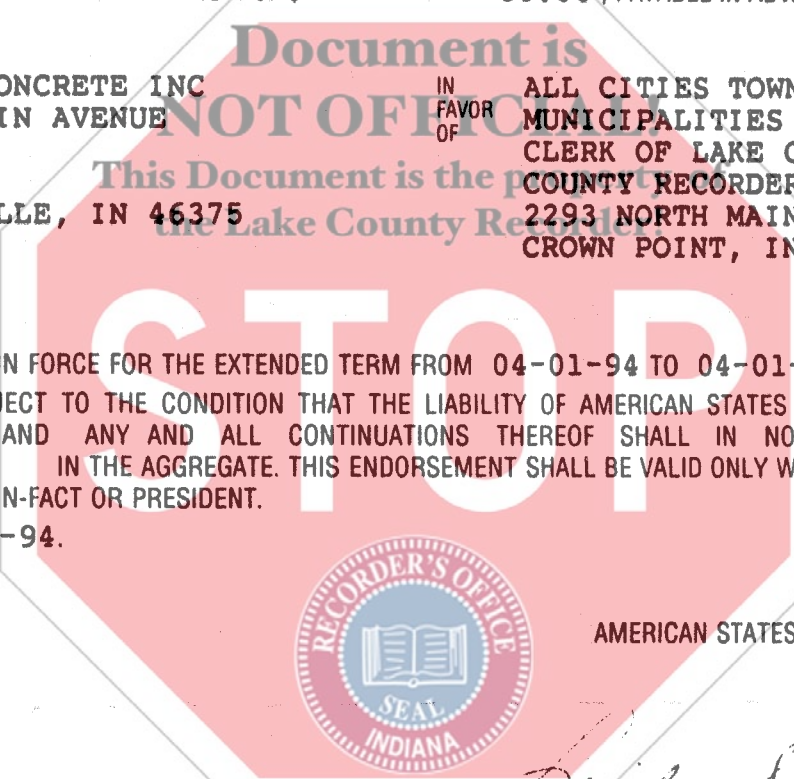 Document is
NOT OFFICIAL!
This Document is the property of
the Lake County Recorder!
STOP
ONCRETE INC
IN AVENUE
LLE, IN 46375
IN
FAVOR
OF
ALL CITIES TOWN
MUNICIPALITIES
CLERK OF LAKE C
COUNTY RECORDER
2293 NORTH MAIN
CROWN POINT, IN
N FORCE FOR THE EXTENDED TERM FROM 04-01-94 TO 04-01-
JECT TO THE CONDITION THAT THE LIABILITY OF AMERICAN STATES
AND ANY AND ALL CONTINUATIONS THEREOF SHALL IN NO
IN THE AGGREGATE. THIS ENDORSEMENT SHALL BE VALID ONLY W
N-FACT OR PRESIDENT.
-94.
RECORDER'S OFFICE
SEAL
INDIANA
AMERICAN STATES